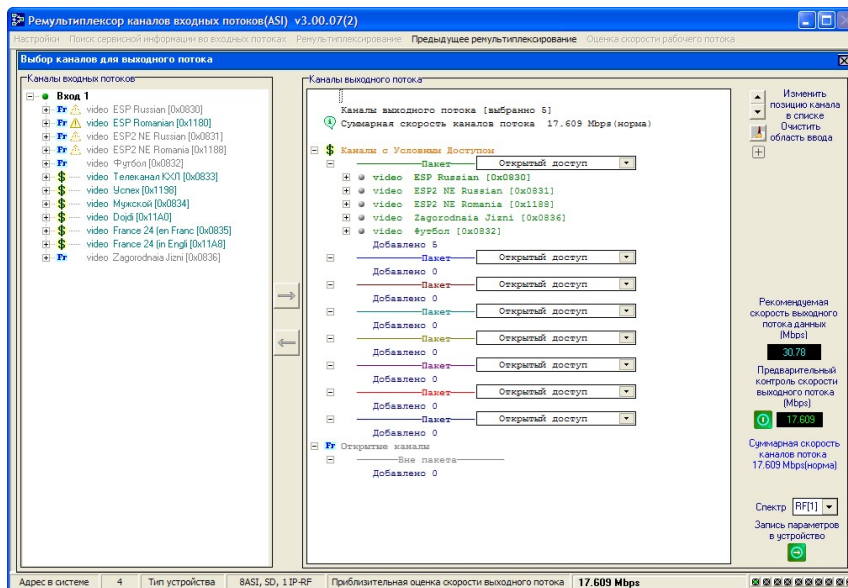 Ремультиплексор каналов входных потоков(ASI)  v3.00.07(2)
Настройки  Поиск сервисной информации во входных потоках  Ремультиплексирование  Предыдущее ремультиплексирование  Оценка скорости рабочего потока
Выбор каналов для выходного потока
Каналы входных потоков
Вход 1
Fr video ESP Russian [0x0830]
Fr video ESP Romanian [0x1180]
Fr video ESP2 NE Russian [0x0831]
Fr video ESP2 NE Romania [0x1188]
Fr video Футбол [0x0832]
$ video Телеканал КХЛ [0x0833]
$ video Успех [0x1198]
$ video Мужской [0x0834]
$ video Dojdi [0x11A0]
$ video France 24 (en Franc [0x0835]
$ video France 24 (in Engli [0x11A8]
Fr video Zagorodnaia Jizni [0x0836]
Каналы выходного потока
Каналы выходного потока [выбранно 5]
Суммарная скорость каналов потока  17.609 Mbps(норма)
$ Каналы с Условным Доступом
Пакет Открытый доступ
video ESP Russian [0x0830]
video ESP2 NE Russian [0x0831]
video ESP2 NE Romania [0x1188]
video Zagorodnaia Jizni [0x0836]
video Футбол [0x0832]
Добавлено 5
Пакет Открытый доступ
Добавлено 0
Пакет Открытый доступ
Добавлено 0
Пакет Открытый доступ
Добавлено 0
Пакет Открытый доступ
Добавлено 0
Пакет Открытый доступ
Добавлено 0
Пакет Открытый доступ
Добавлено 0
Пакет Открытый доступ
Добавлено 0
Fr Открытые каналы
Вне пакета
Добавлено 0
Изменить
позицию канала
в списке
Очистить
область ввода
Рекомендуемая
скорость выходного
потока данных
(Mbps)
30.78
Предварительный
контроль скорости
выходного потока
(Mbps)
17.609
Суммарная скорость
каналов потока
17.609 Mbps(норма)
Спектр RF[1]
Запись параметров
в устройство
Адрес в системе  4  Тип устройства  8ASI, SD, 1 IP-RF  Приблизительная оценка скорости выходного потока  17.609 Mbps